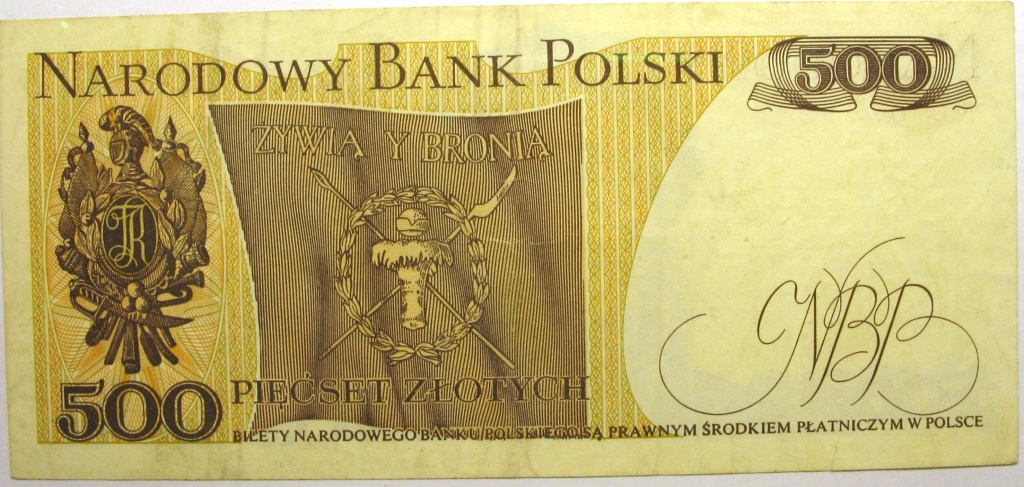 NARODOWY BANK POLSKI
500
ŻYWIĄ Y BRONIĄ
TK
NBP
500
PIĘĆSET ZŁOTYCH
BILETY NARODOWEGO BANKU POLSKIEGO SĄ PRAWNYM ŚRODKIEM PŁATNICZYM W POLSCE